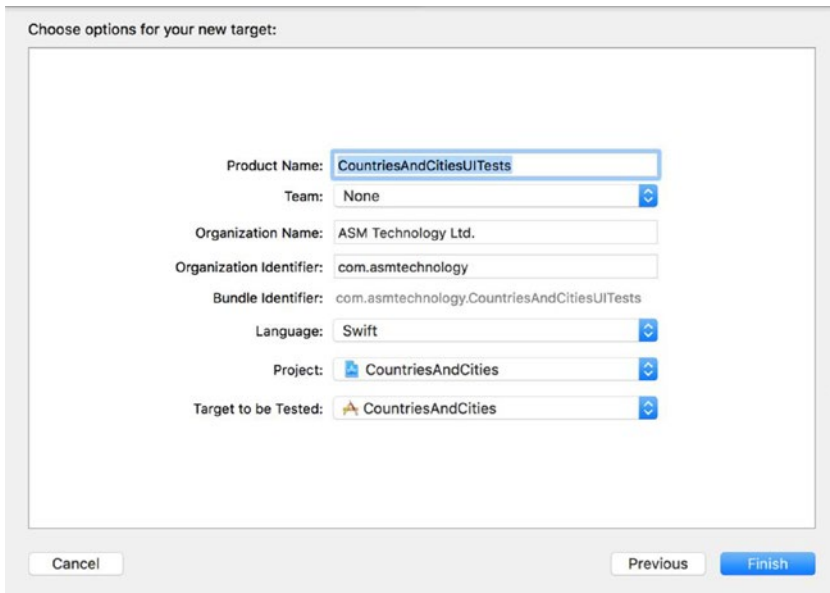 Choose options for your new target:
Product Name: CountriesAndCitiesUITests
Team: None
Organization Name: ASM Technology Ltd.
Organization Identifier: com.asmtechnology
Bundle Identifier: com.asmtechnology.CountriesAndCitiesUITests
Language: Swift
Project: CountriesAndCities
Target to be Tested: CountriesAndCities
Cancel Previous Finish